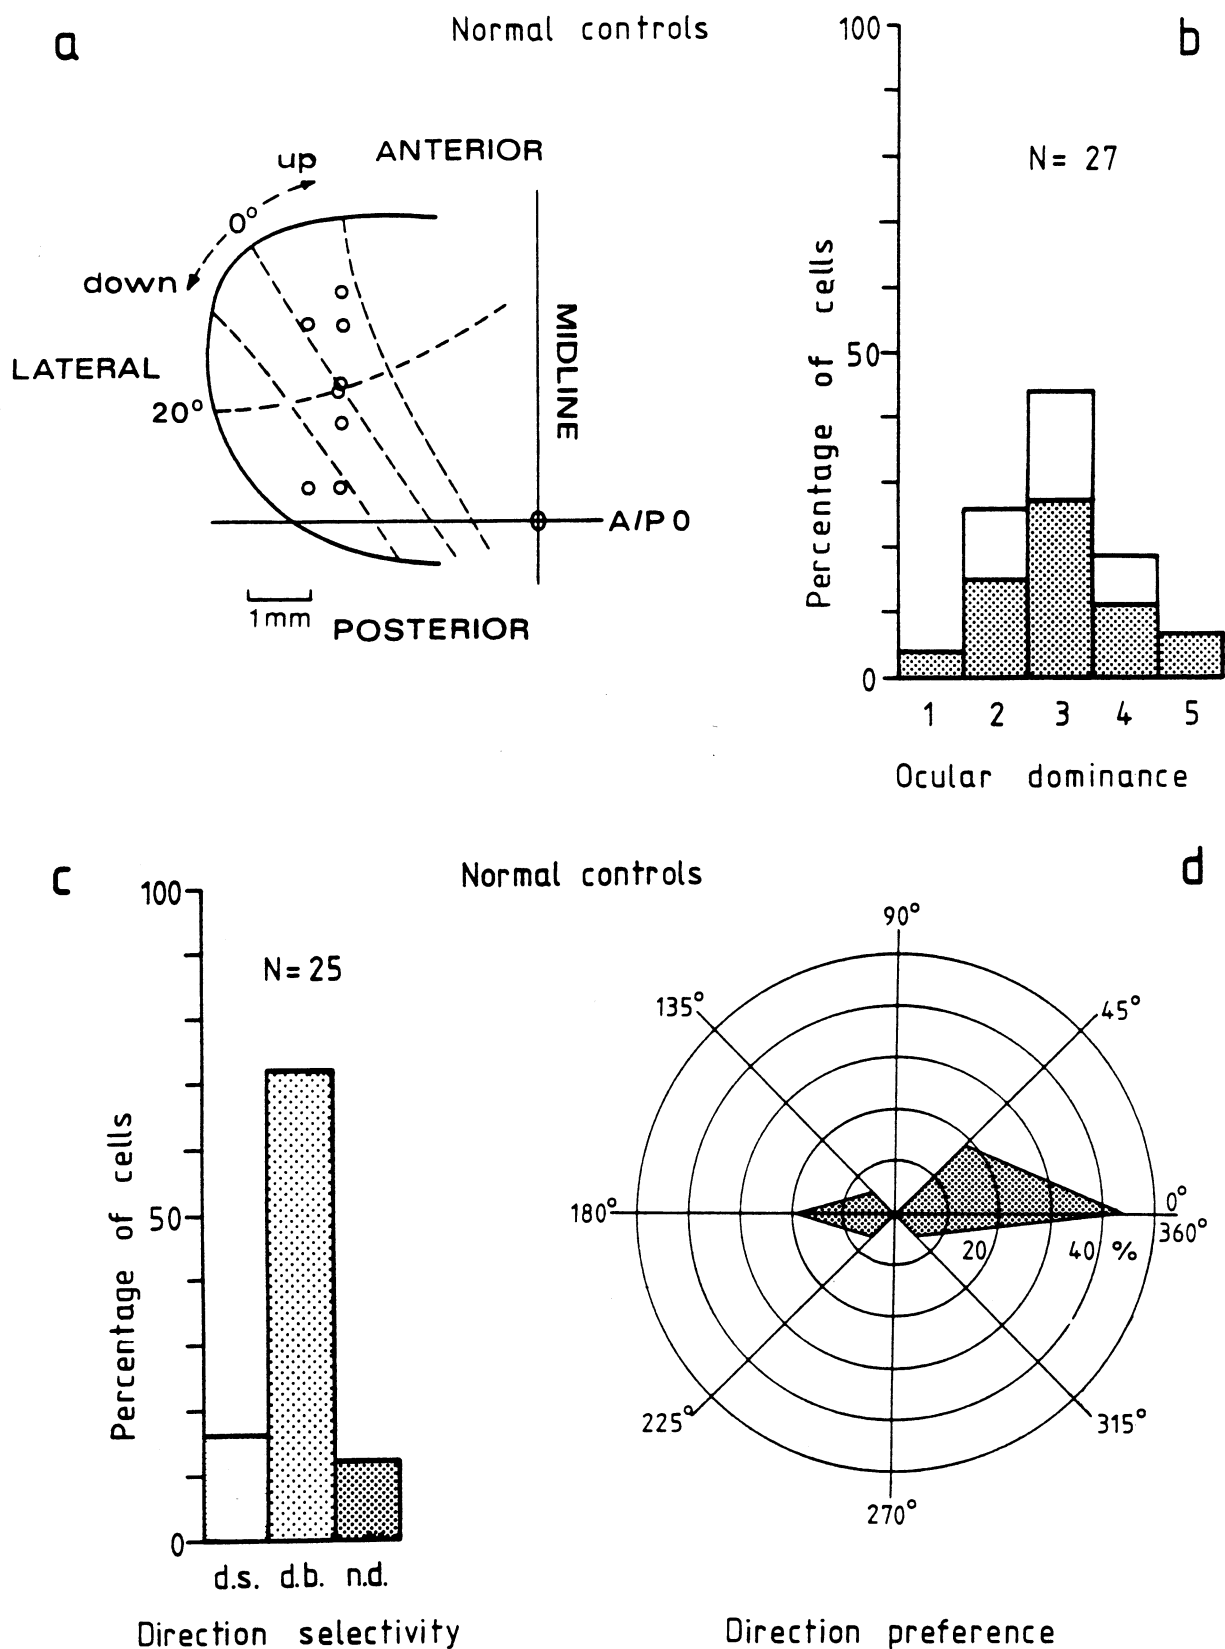 a
Normal controls
b
up
ANTERIOR
0°
down
LATERAL
20°
MIDLINE
A/P 0
1mm
POSTERIOR
100
50
0
Percentage of cells
N= 27
1 2 3 4 5
Ocular dominance
c
Normal controls
d
100
50
0
Percentage of cells
N=25
d.s. d.b. n.d.
Direction selectivity
90°
135°
45°
180°
0°
360°
20
40 %
225°
315°
270°
Direction preference